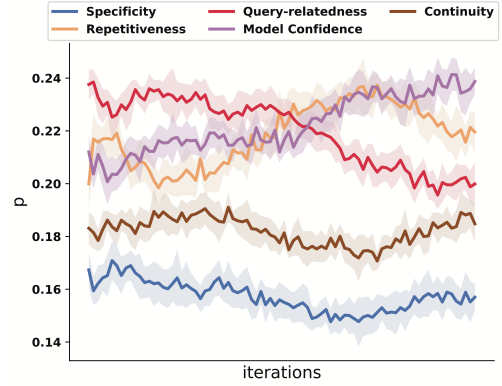 Specificity Query-relatedness Continuity
Repetitiveness Model Confidence
0.24
0.22
0.20
0.18
0.16
0.14
p
iterations